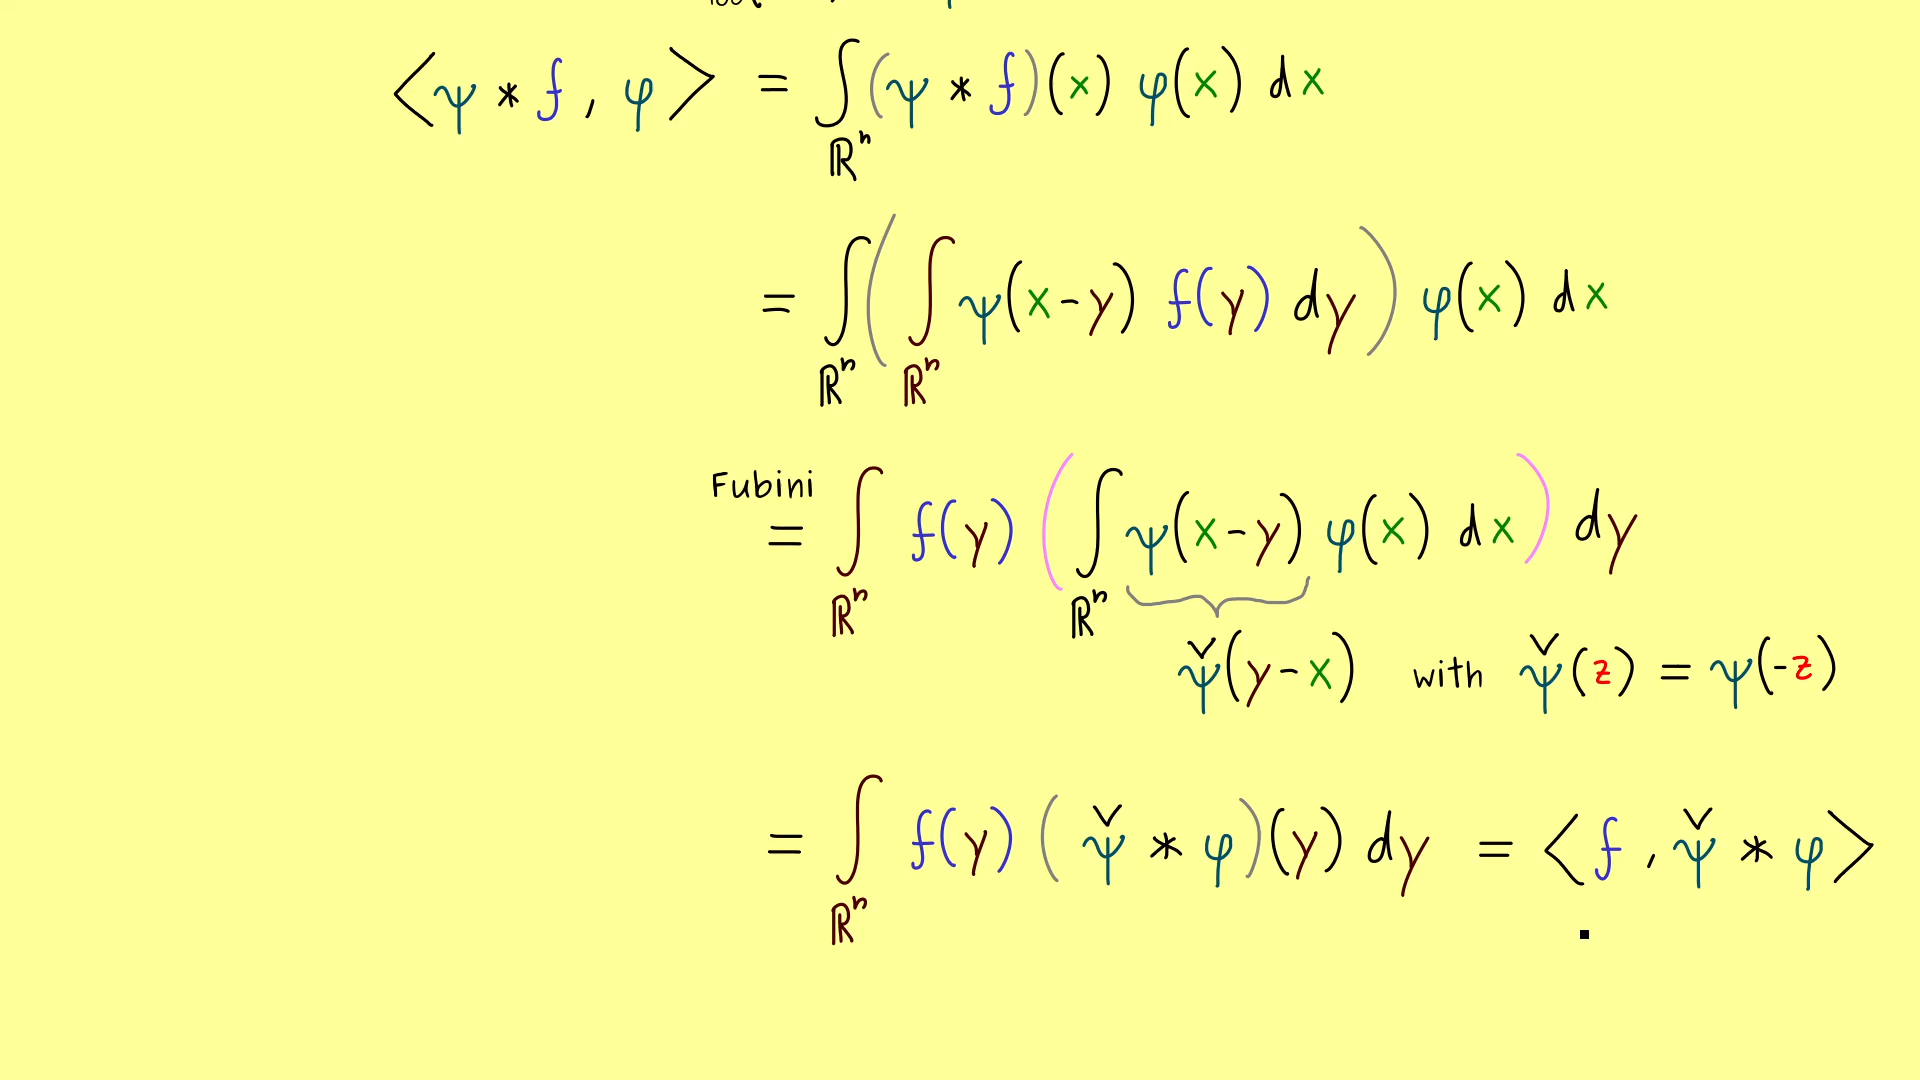 ⟨ψ * f , φ⟩ = ∫_{ℝⁿ} (ψ * f)(x) φ(x) dx
= ∫_{ℝⁿ} ( ∫_{ℝⁿ} ψ(x-y) f(y) dy ) φ(x) dx
Fubini
= ∫_{ℝⁿ} f(y) ( ∫_{ℝⁿ} ψ(x-y) φ(x) dx ) dy
ψ̌(y-x) with ψ̌(z) = ψ(-z)
= ∫_{ℝⁿ} f(y) ( ψ̌ * φ )(y) dy = ⟨f , ψ̌ * φ⟩